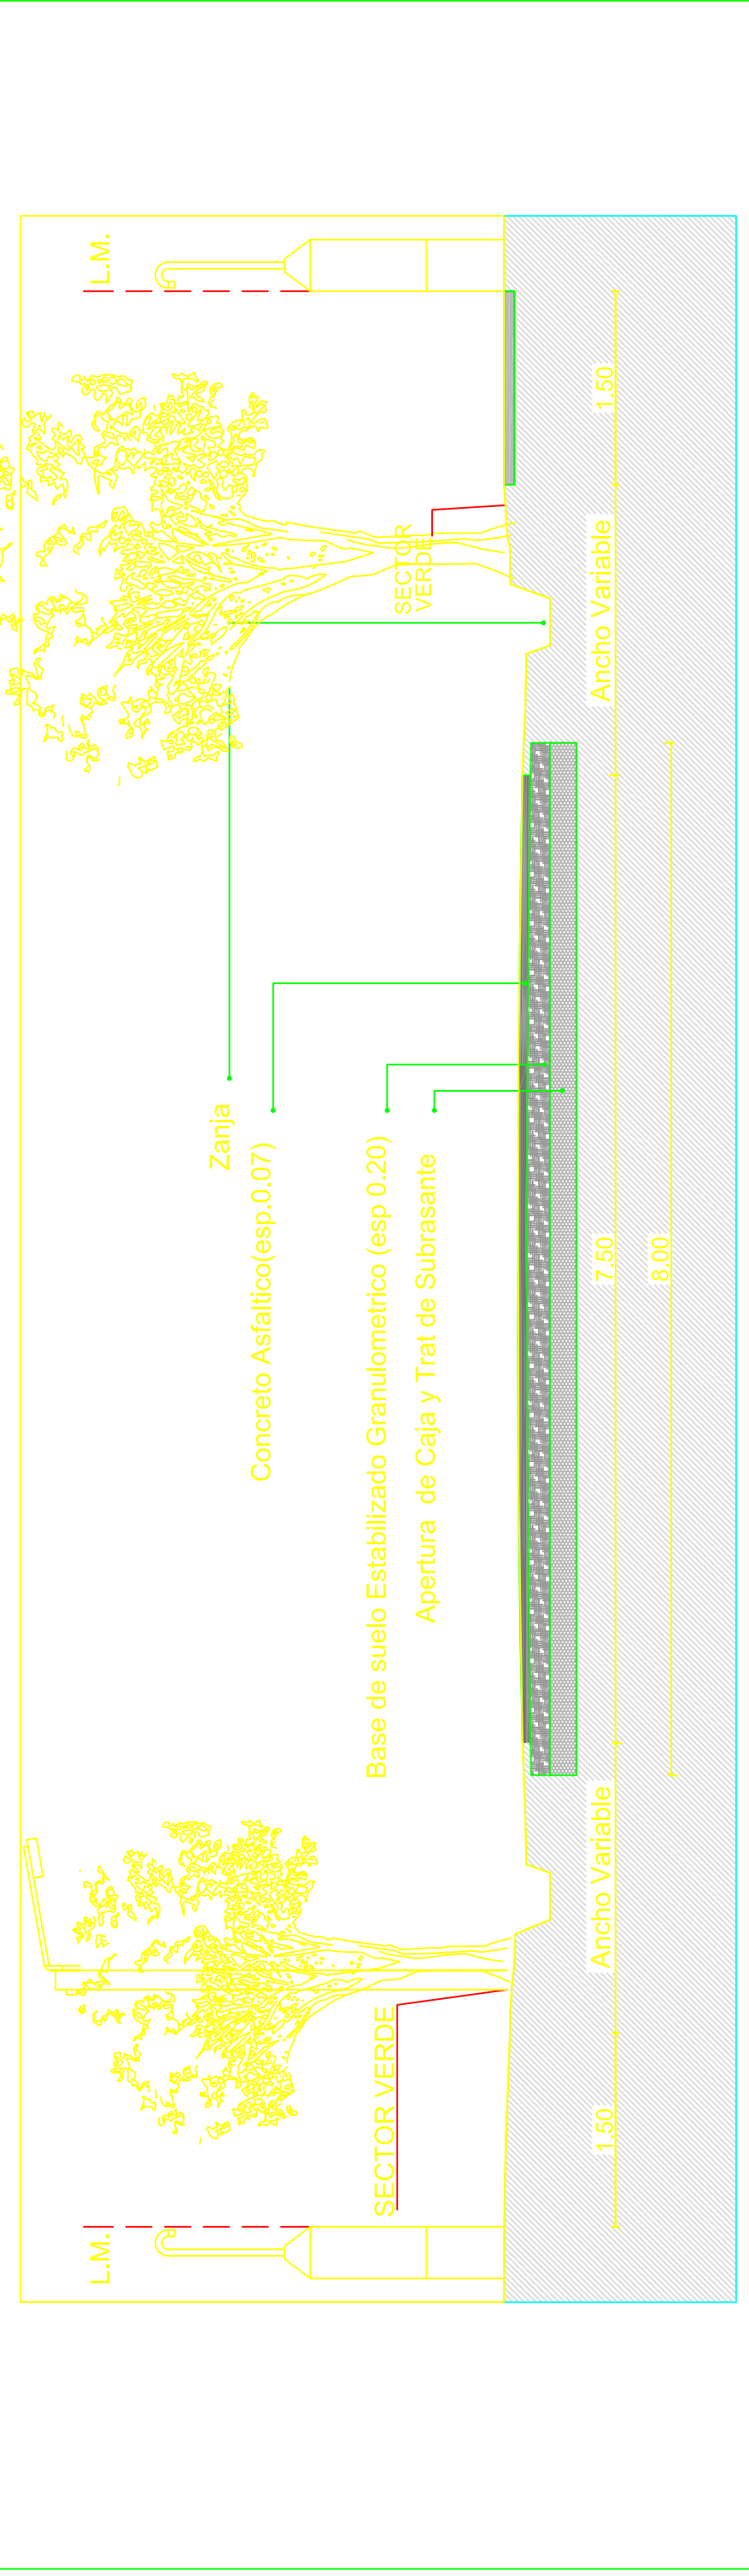 L.M.
L.M.
Zanja
Concreto Asfaltico(esp.0.07)
Base de suelo Estabilizado Granulometrico (esp 0.20)
Apertura de Caja y Trat de Subrasante
SECTOR VERDE
SECTOR
VERDE
1.50
Ancho Variable
7.50
Ancho Variable
1.50
8.00